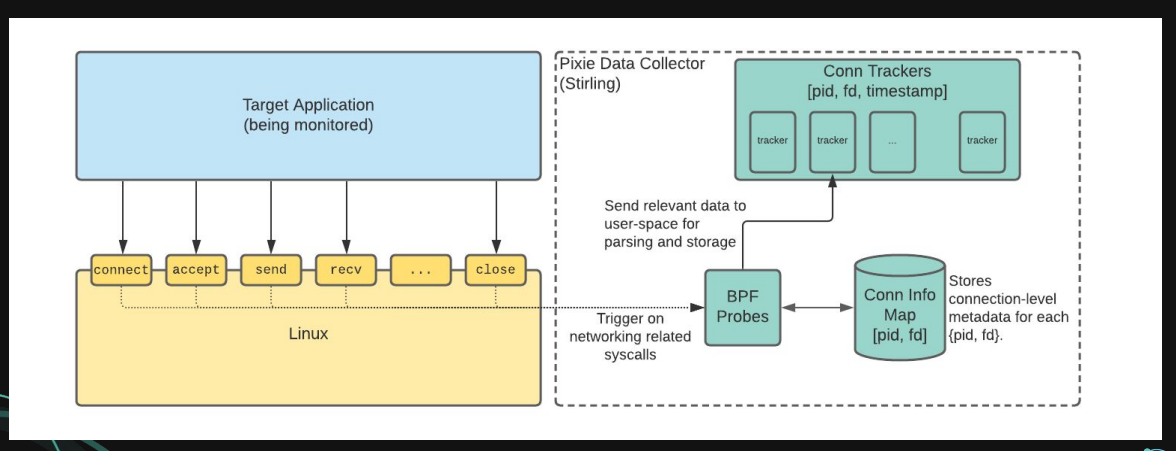 Target Application
(being monitored)
connect
accept
send
recv
...
close
Linux
Pixie Data Collector
(Stirling)
Conn Trackers
[pid, fd, timestamp]
tracker
tracker
...
tracker
Send relevant data to
user-space for
parsing and storage
BPF
Probes
Trigger on
networking related
syscalls
Conn Info
Map
[pid, fd]
Stores
connection-level
metadata for each
{pid, fd}.